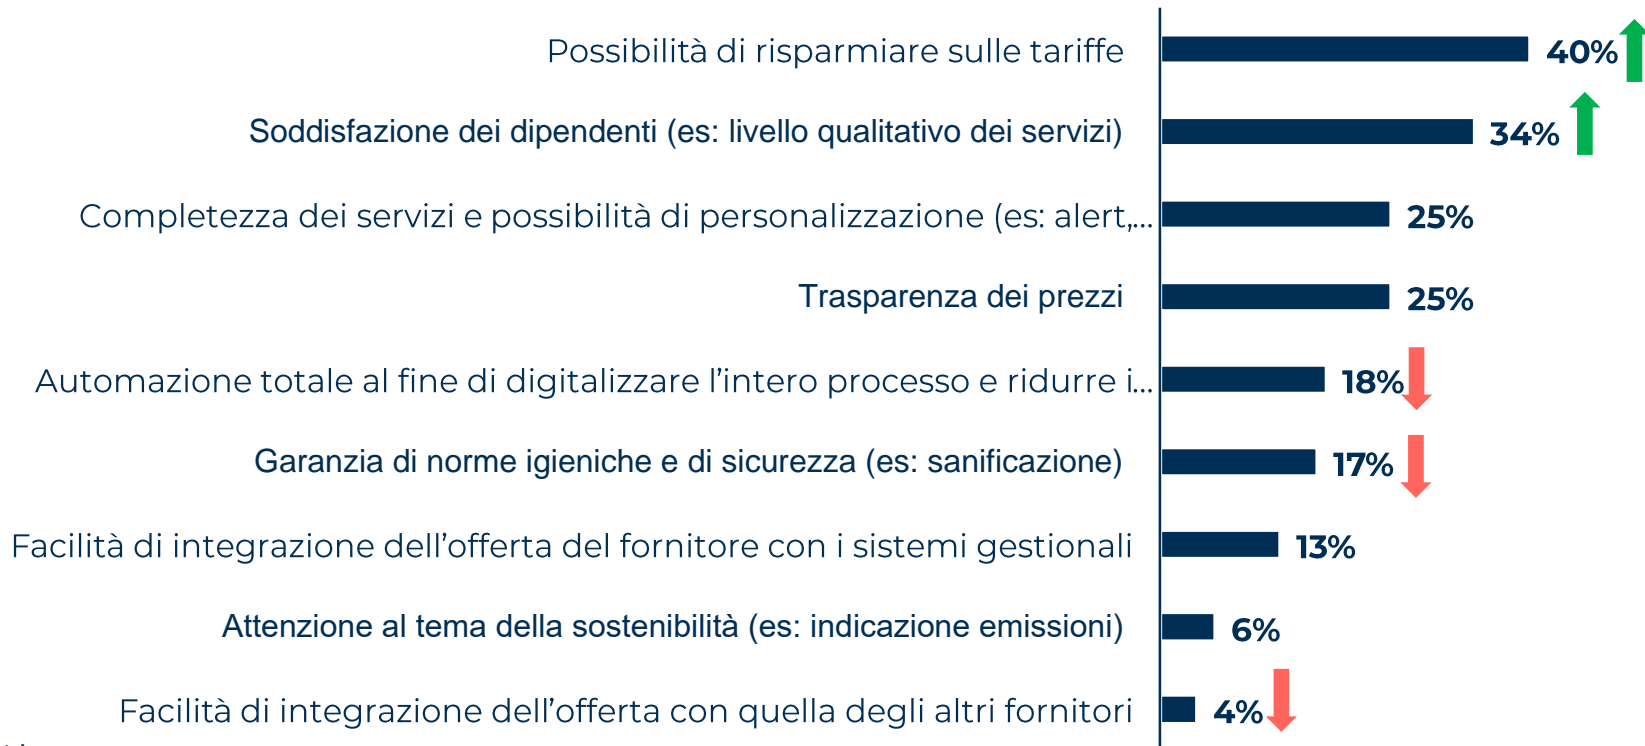 Possibilità di risparmiare sulle tariffe 40%
Soddisfazione dei dipendenti (es: livello qualitativo dei servizi) 34%
Completezza dei servizi e possibilità di personalizzazione (es: alert,... 25%
Trasparenza dei prezzi 25%
Automazione totale al fine di digitalizzare l’intero processo e ridurre i... 18%
Garanzia di norme igieniche e di sicurezza (es: sanificazione) 17%
Facilità di integrazione dell’offerta del fornitore con i sistemi gestionali 13%
Attenzione al tema della sostenibilità (es: indicazione emissioni) 6%
Facilità di integrazione dell’offerta con quella degli altri fornitori 4%